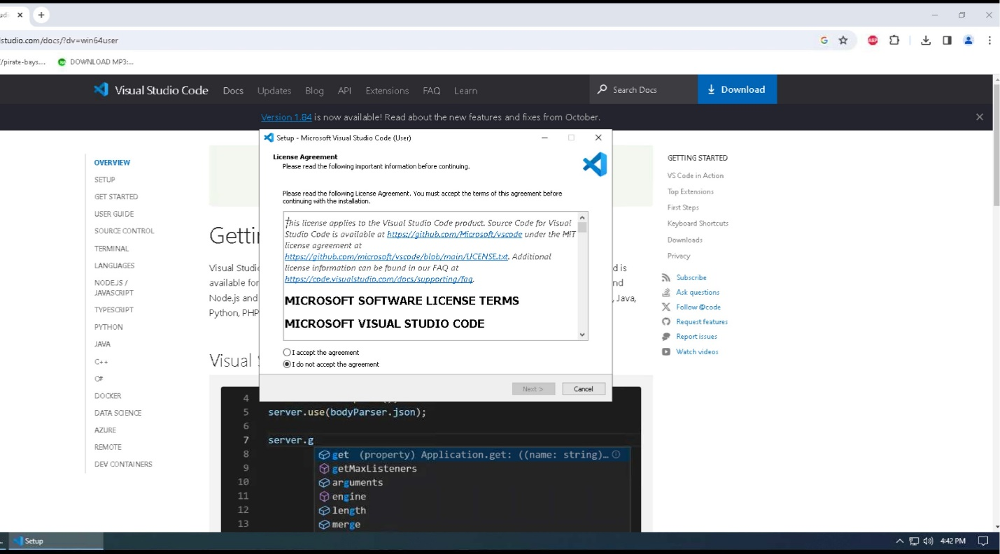 udi
lstudio.com/docs/?dv=win64user
//pirate-bays....
DOWNLOAD MP3:...
Visual Studio Code
Docs
Updates
Blog
API
Extensions
FAQ
Learn
Search Docs
Download
Version 1.84 is now available! Read about the new features and fixes from October.
Setup - Microsoft Visual Studio Code (User)
License Agreement
Please read the following important information before continuing.
Please read the following License Agreement. You must accept the terms of this agreement before
continuing with the installation.
This license applies to the Visual Studio Code product. Source Code for Visual
Studio Code is available at https://github.com/Microsoft/vscode under the MIT
license agreement at
https://github.com/microsoft/vscode/blob/main/LICENSE.txt. Additional
license information can be found in our FAQ at
https://code.visualstudio.com/docs/supporting/faq.
MICROSOFT SOFTWARE LICENSE TERMS
MICROSOFT VISUAL STUDIO CODE
I accept the agreement
I do not accept the agreement
Next >
Cancel
OVERVIEW
SETUP
GET STARTED
USER GUIDE
SOURCE CONTROL
TERMINAL
LANGUAGES
NODE.JS /
JAVASCRIPT
TYPESCRIPT
PYTHON
JAVA
C++
C#
DOCKER
DATA SCIENCE
AZURE
REMOTE
DEV CONTAINERS
Getti
Visual Studi
d is
available for
nd
Node.js and
, Java,
Python, PHP
Visual
4
5 server.use(bodyParser.json);
6
7 server.g
8 get (property) Application.get: ((name: string)…
9 getMaxListeners
10 arguments
11 engine
12 length
13 merge
GETTING STARTED
VS Code in Action
Top Extensions
First Steps
Keyboard Shortcuts
Downloads
Privacy
Subscribe
Ask questions
Follow @code
Request features
Report issues
Watch videos
Setup
4:42 PM